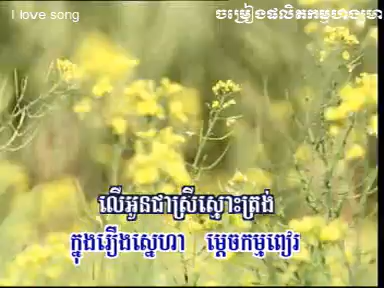 I love song
ចម្រៀងផលិតកម្មហង្សមាស
លើអូនជាស្រីស្មោះត្រង់
ក្នុងរឿងស្នេហា ម្ដេចកម្មពៀរ